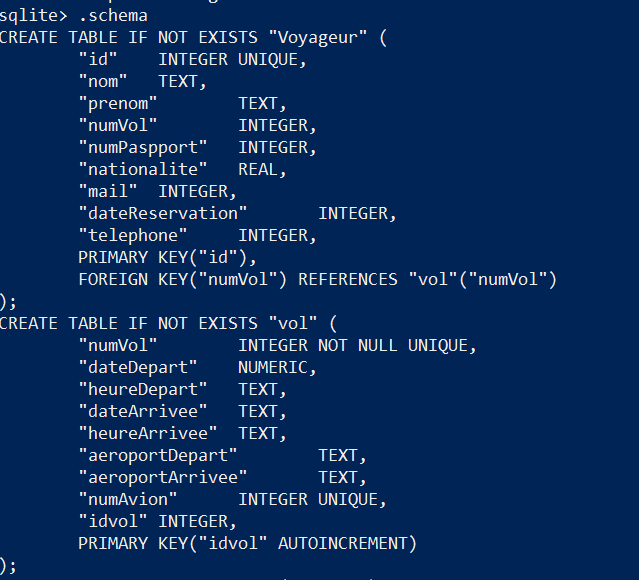 sqlite> .schema
CREATE TABLE IF NOT EXISTS "Voyageur" (
"id" INTEGER UNIQUE,
"nom" TEXT,
"prenom" TEXT,
"numVol" INTEGER,
"numPaspport" INTEGER,
"nationalite" REAL,
"mail" INTEGER,
"dateReservation" INTEGER,
"telephone" INTEGER,
PRIMARY KEY("id"),
FOREIGN KEY("numVol") REFERENCES "vol"("numVol")
);
CREATE TABLE IF NOT EXISTS "vol" (
"numVol" INTEGER NOT NULL UNIQUE,
"dateDepart" NUMERIC,
"heureDepart" TEXT,
"dateArrivee" TEXT,
"heureArrivee" TEXT,
"aeroportDepart" TEXT,
"aeroportArrivee" TEXT,
"numAvion" INTEGER UNIQUE,
"idvol" INTEGER,
PRIMARY KEY("idvol" AUTOINCREMENT)
);